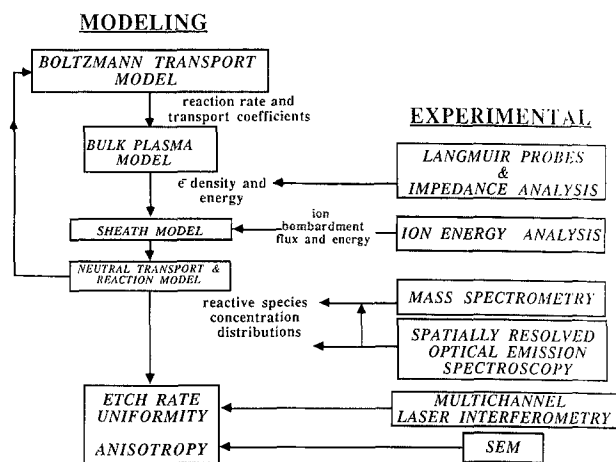 MODELING
BOLTZMANN TRANSPORT
MODEL
reaction rate and
transport coefficients
BULK PLASMA
MODEL
e⁻ density and
energy
SHEATH MODEL
NEUTRAL TRANSPORT &
REACTION MODEL
ETCH RATE
UNIFORMITY
ANISOTROPY
EXPERIMENTAL
LANGMUIR PROBES
&
IMPEDANCE ANALYSIS
ion
bombardment
flux and energy
ION ENERGY ANALYSIS
reactive species
concentration
distributions
MASS SPECTROMETRY
SPATIALLY RESOLVED
OPTICAL EMISSION
SPECTROSCOPY
MULTICHANNEL
LASER INTERFEROMETRY
SEM